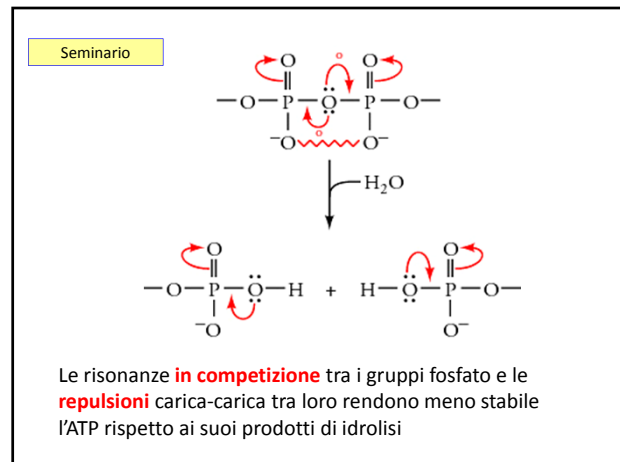 Seminario
O O
—O—P—O—P—O—
⁻O O⁻
H₂O
O O
—O—P—O—H + H—O—P—O—
⁻O O⁻
Le risonanze in competizione tra i gruppi fosfato e le
repulsioni carica-carica tra loro rendono meno stabile
l’ATP rispetto ai suoi prodotti di idrolisi